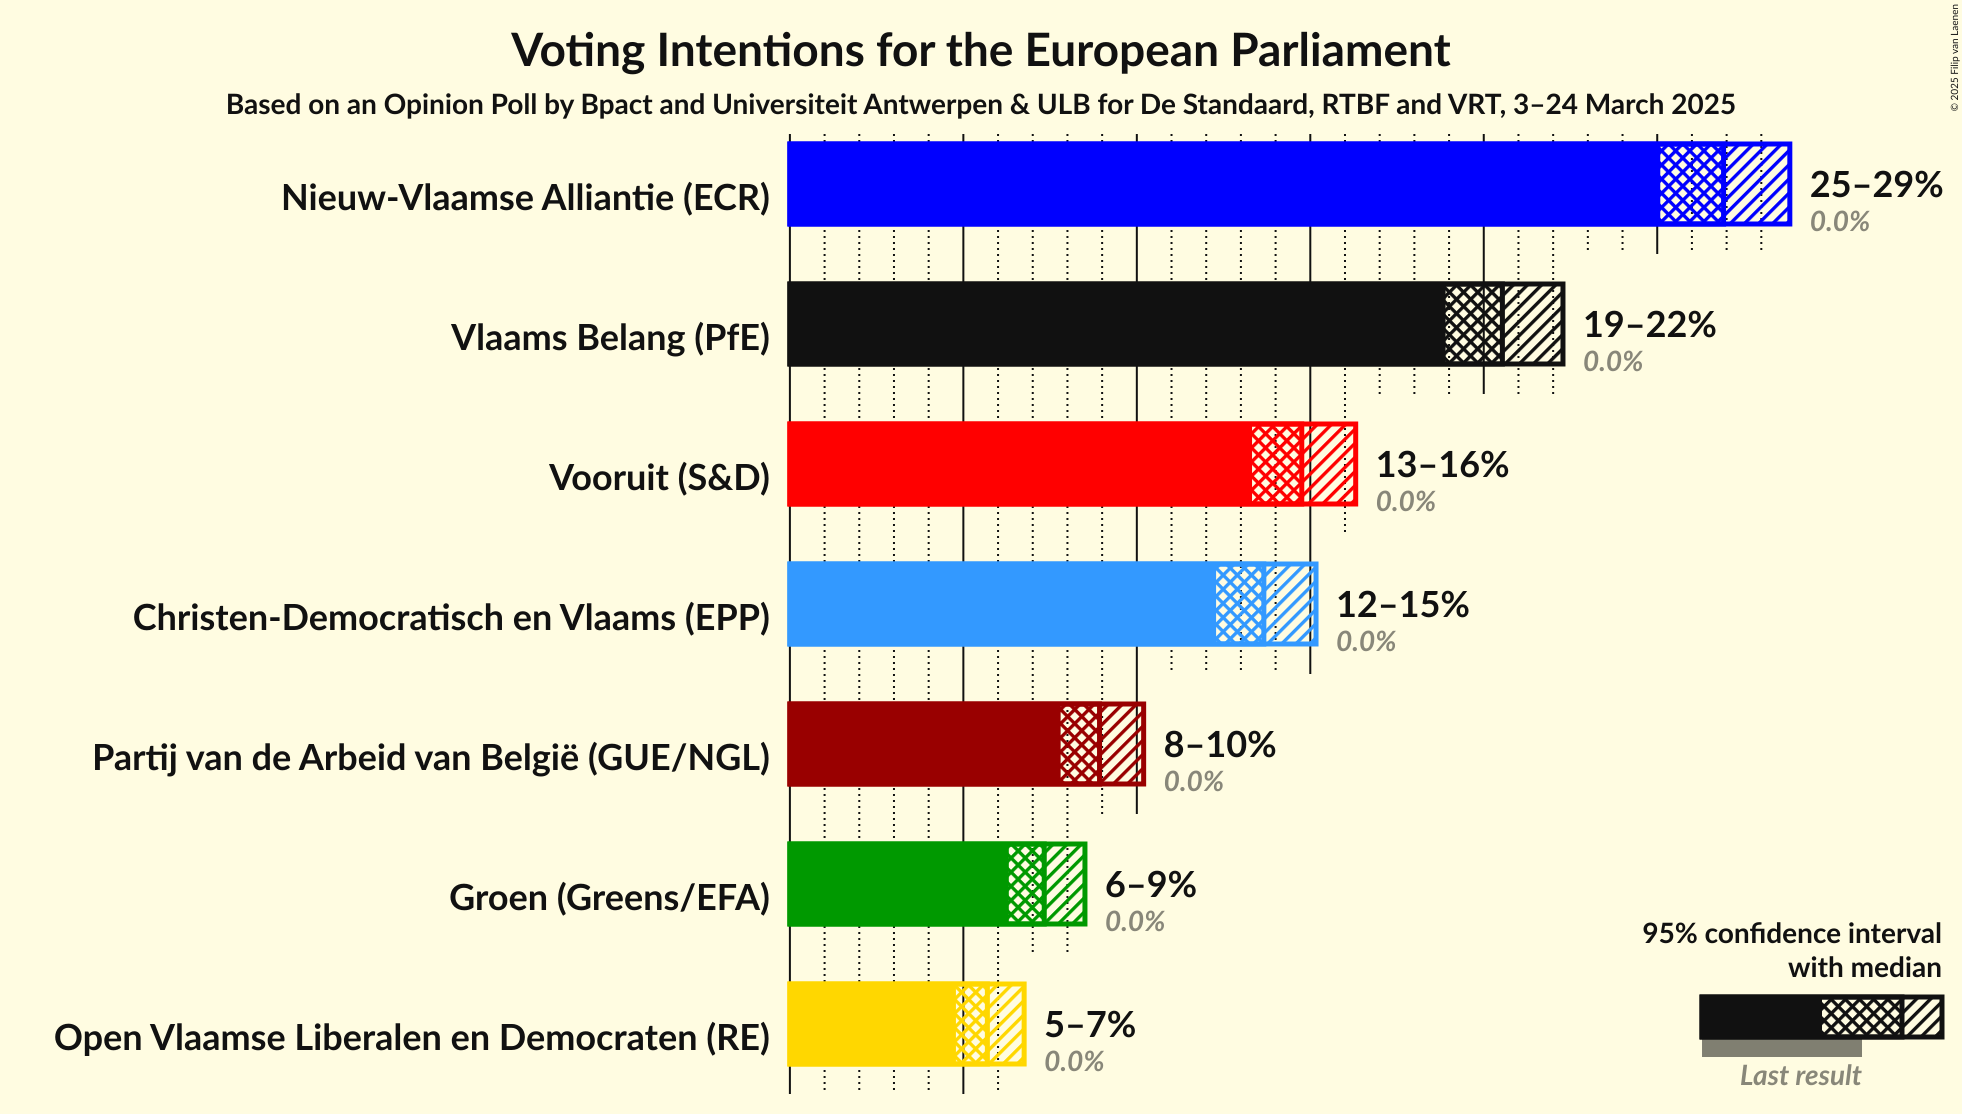 Voting Intentions for the European Parliament
Based on an Opinion Poll by Bpact and Universiteit Antwerpen & ULB for De Standaard, RTBF and VRT, 3–24 March 2025
© 2025 Filip van Laenen
Nieuw-Vlaamse Alliantie (ECR)
25–29%
0.0%
Vlaams Belang (PfE)
19–22%
0.0%
Vooruit (S&D)
13–16%
0.0%
Christen-Democratisch en Vlaams (EPP)
12–15%
0.0%
Partij van de Arbeid van België (GUE/NGL)
8–10%
0.0%
Groen (Greens/EFA)
6–9%
0.0%
Open Vlaamse Liberalen en Democraten (RE)
5–7%
0.0%
95% confidence interval
with median
Last result